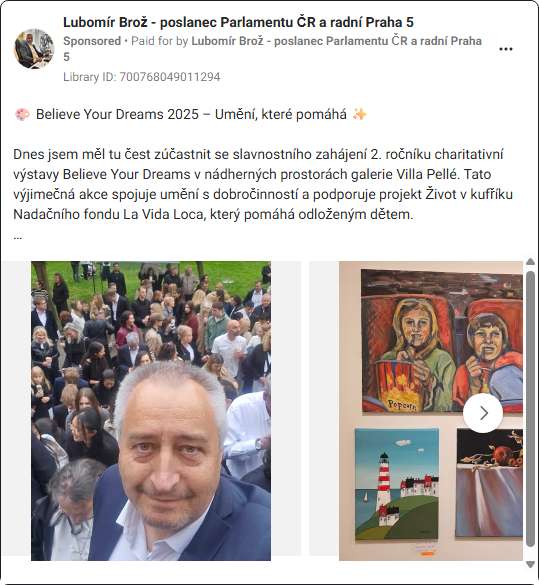 Lubomír Brož - poslanec Parlamentu ČR a radní Praha 5
Sponsored • Paid for by Lubomír Brož - poslanec Parlamentu ČR a radní Praha
5
Library ID: 700768049011294
🧠 Believe Your Dreams 2025 – Umění, které pomáhá ✨
Dnes jsem měl tu čest zúčastnit se slavnostního zahájení 2. ročníku charitativní
výstavy Believe Your Dreams v nádherných prostorách galerie Villa Pellé. Tato
výjimečná akce spojuje umění s dobročinností a podporuje projekt Život v kufříku
Nadačního fondu La Vida Loca, který pomáhá odloženým dětem.
...
Popcorn